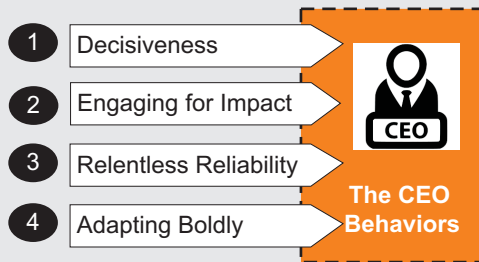 1 Decisiveness
2 Engaging for Impact
3 Relentless Reliability
4 Adapting Boldly
CEO
The CEO
Behaviors